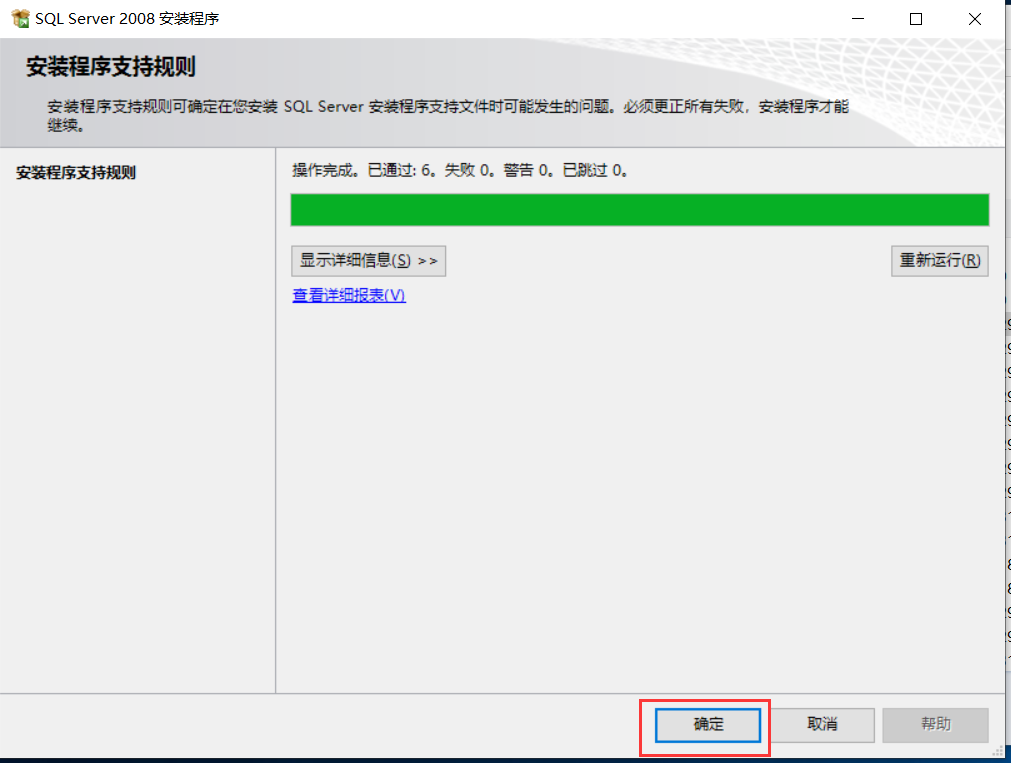 SQL Server 2008 安装程序
安装程序支持规则
安装程序支持规则可确定在您安装 SQL Server 安装程序支持文件时可能发生的问题。必须更正所有失败，安装程序才能
继续。
安装程序支持规则
操作完成。已通过: 6。失败 0。警告 0。已跳过 0。
显示详细信息(S) >>
重新运行(R)
查看详细报表(V)
确定
取消
帮助